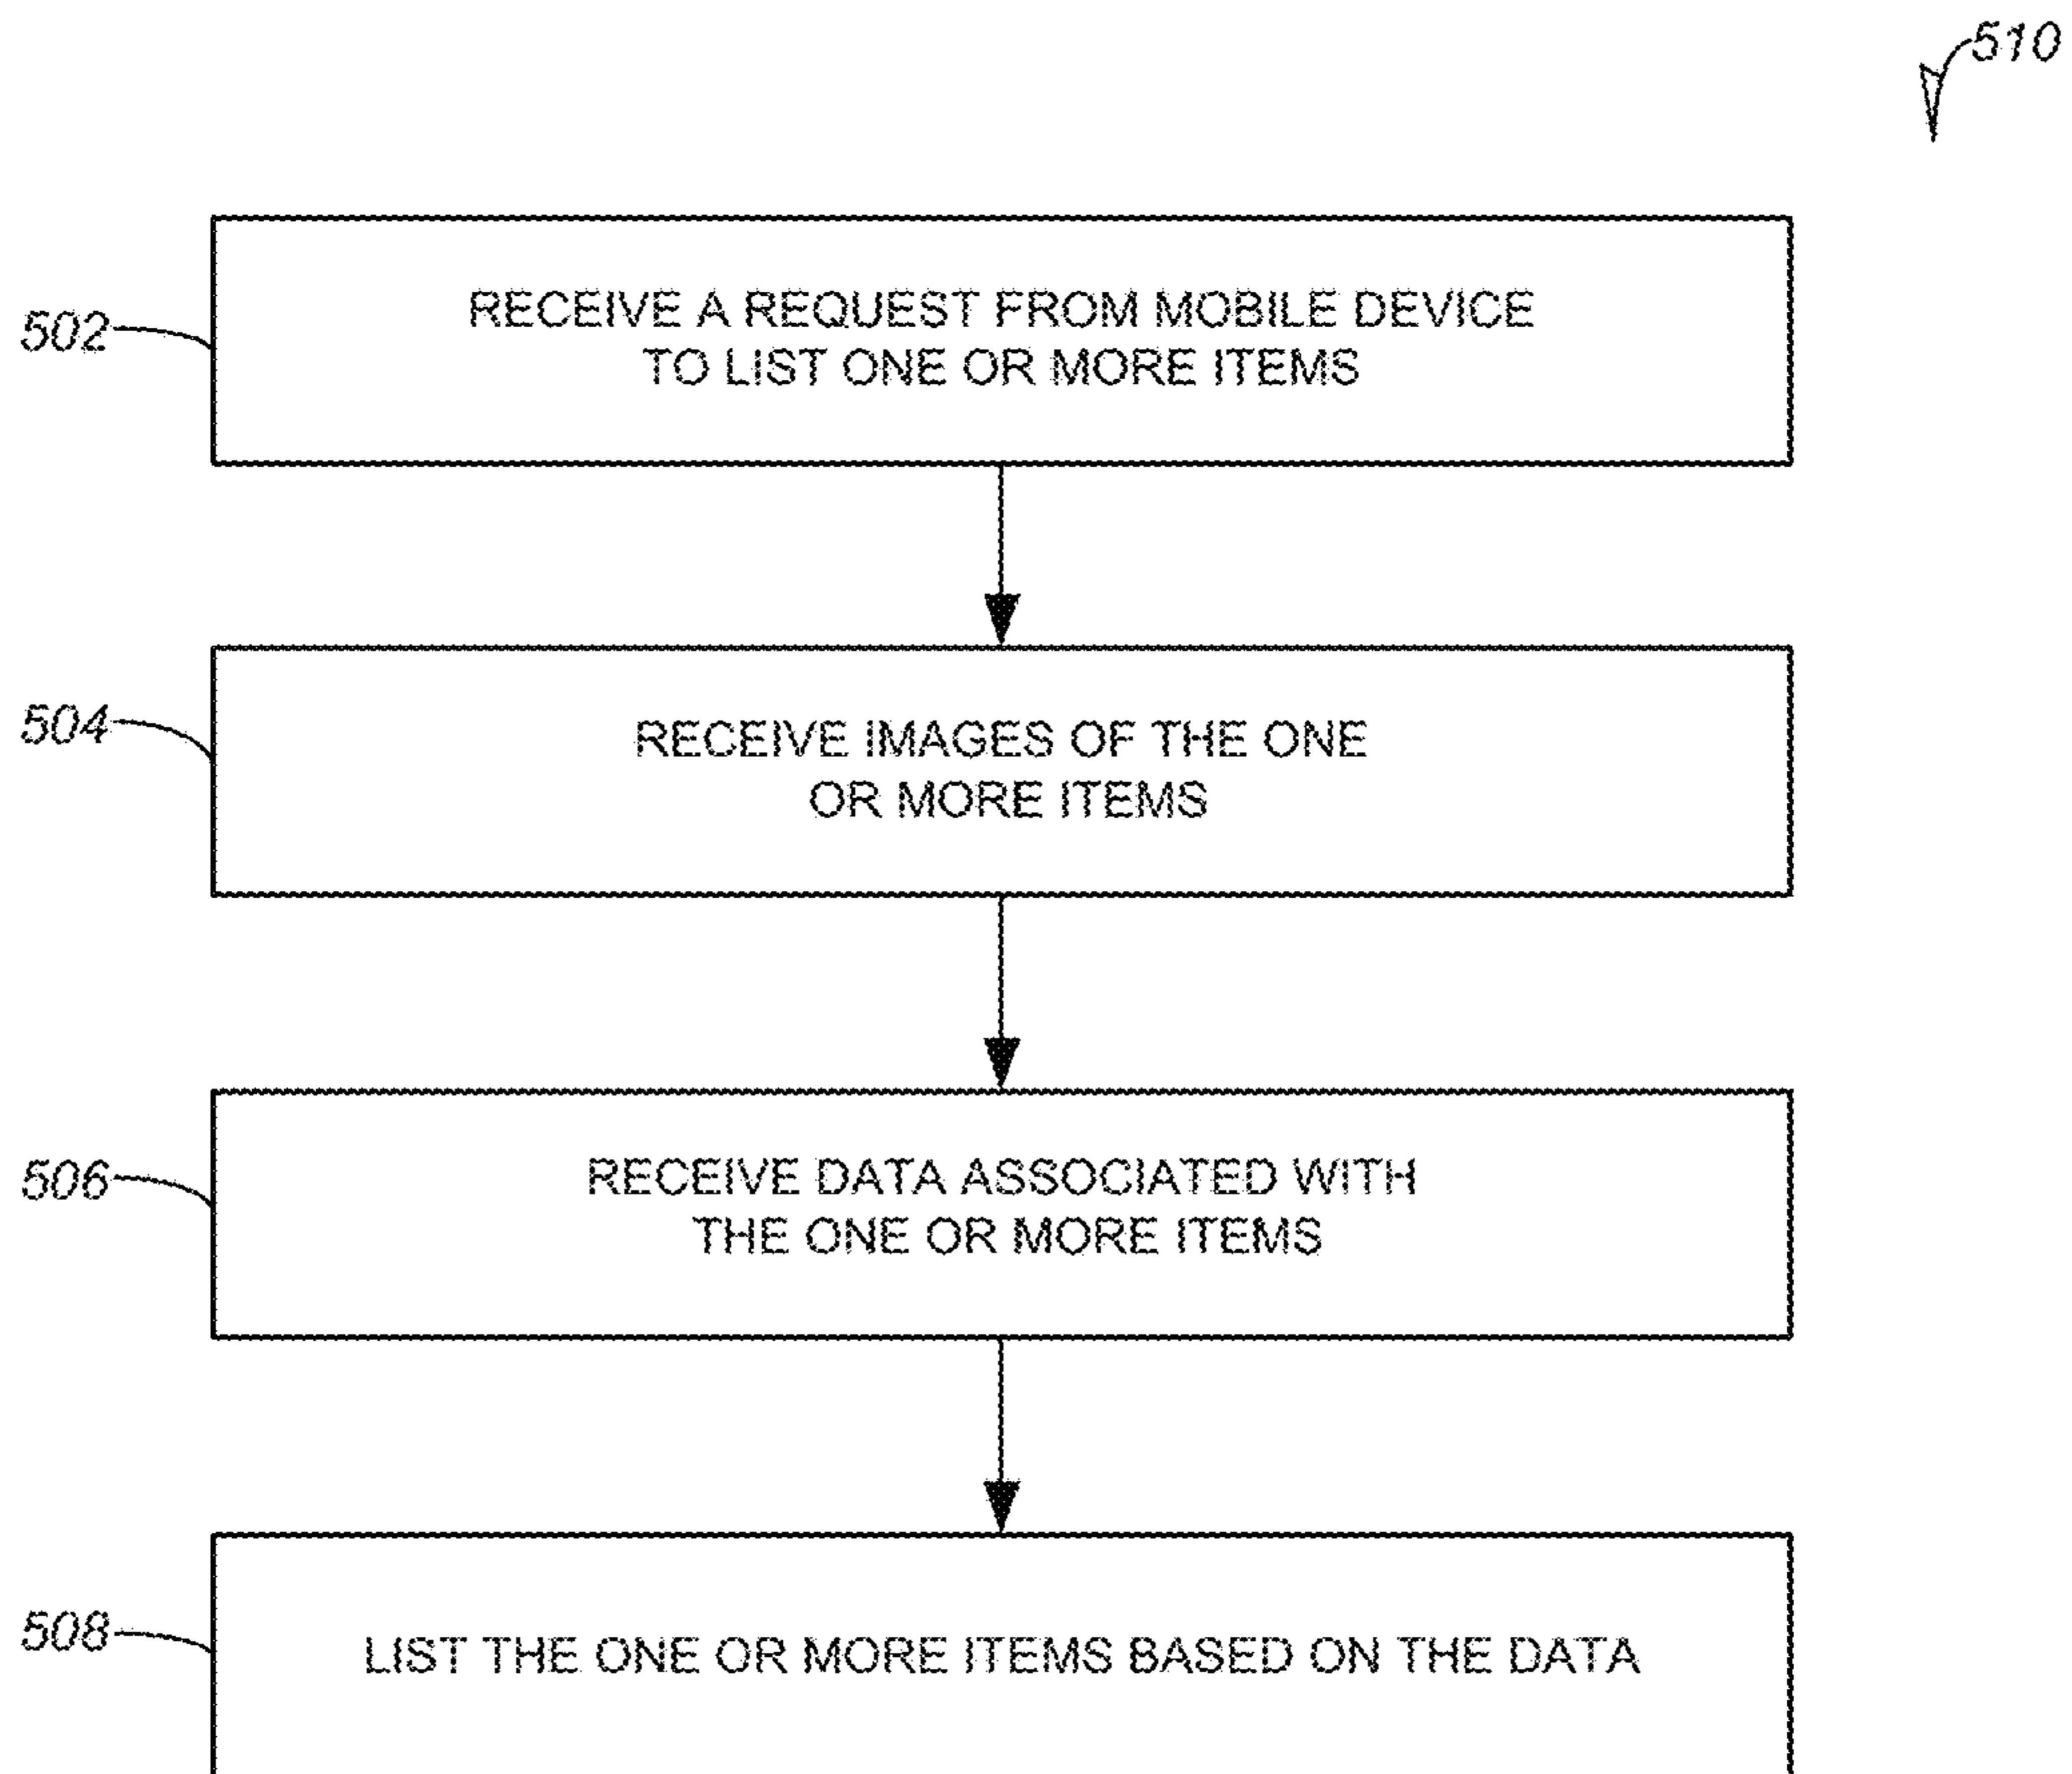 510
502
RECEIVE A REQUEST FROM MOBILE DEVICE
TO LIST ONE OR MORE ITEMS
504
RECEIVE IMAGES OF THE ONE
OR MORE ITEMS
506
RECEIVE DATA ASSOCIATED WITH
THE ONE OR MORE ITEMS
508
LIST THE ONE OR MORE ITEMS BASED ON THE DATA